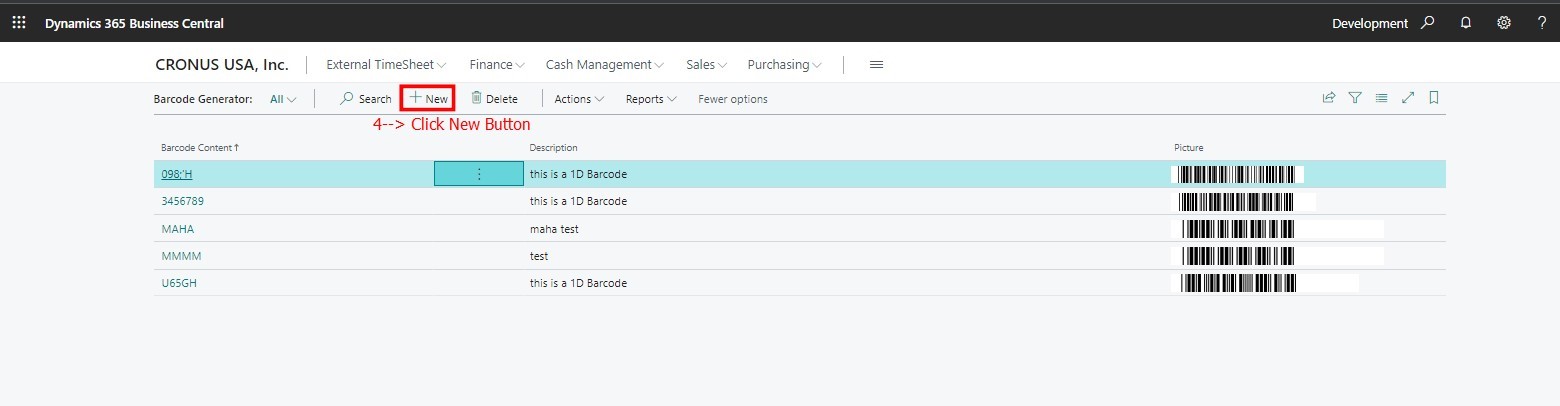 Dynamics 365 Business Central
Development
?
CRONUS USA, Inc.
External TimeSheet
Finance
Cash Management
Sales
Purchasing
Barcode Generator:
All
Search
+ New
Delete
Actions
Reports
Fewer options
4--> Click New Button
Barcode Content↑
Description
Picture
098;'H
this is a 1D Barcode
3456789
this is a 1D Barcode
MAHA
maha test
MMMM
test
U65GH
this is a 1D Barcode